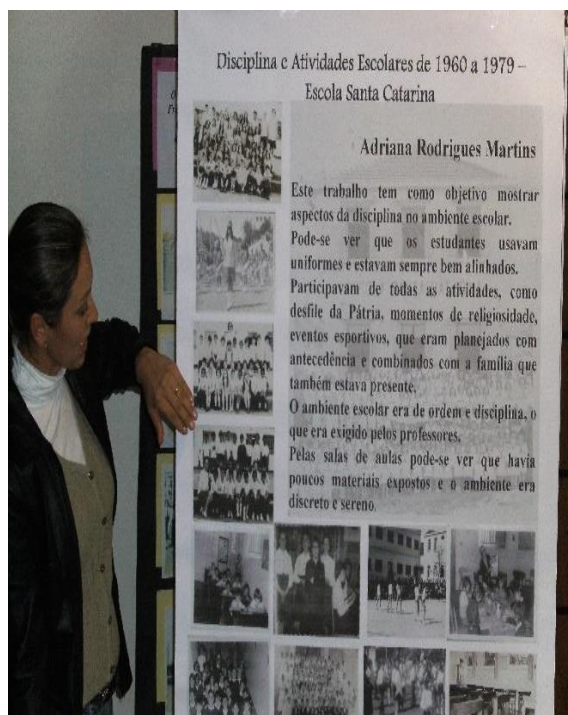 Disciplina e Atividades Escolares de 1960 a 1979 –
Escola Santa Catarina
Adriana Rodrigues Martins
Este trabalho tem como objetivo mostrar
aspectos da disciplina no ambiente escolar.
Pode-se ver que os estudantes usavam
uniformes e estavam sempre bem alinhados.
Participavam de todas as atividades, como
desfile da Pátria, momentos de religiosidade,
eventos esportivos, que eram planejados com
antecedência e combinados com a família que
também estava presente.
O ambiente escolar era de ordem e disciplina, o
que era exigido pelos professores.
Pelas salas de aulas pode-se ver que havia
poucos materiais expostos e o ambiente era
discreto e sereno.